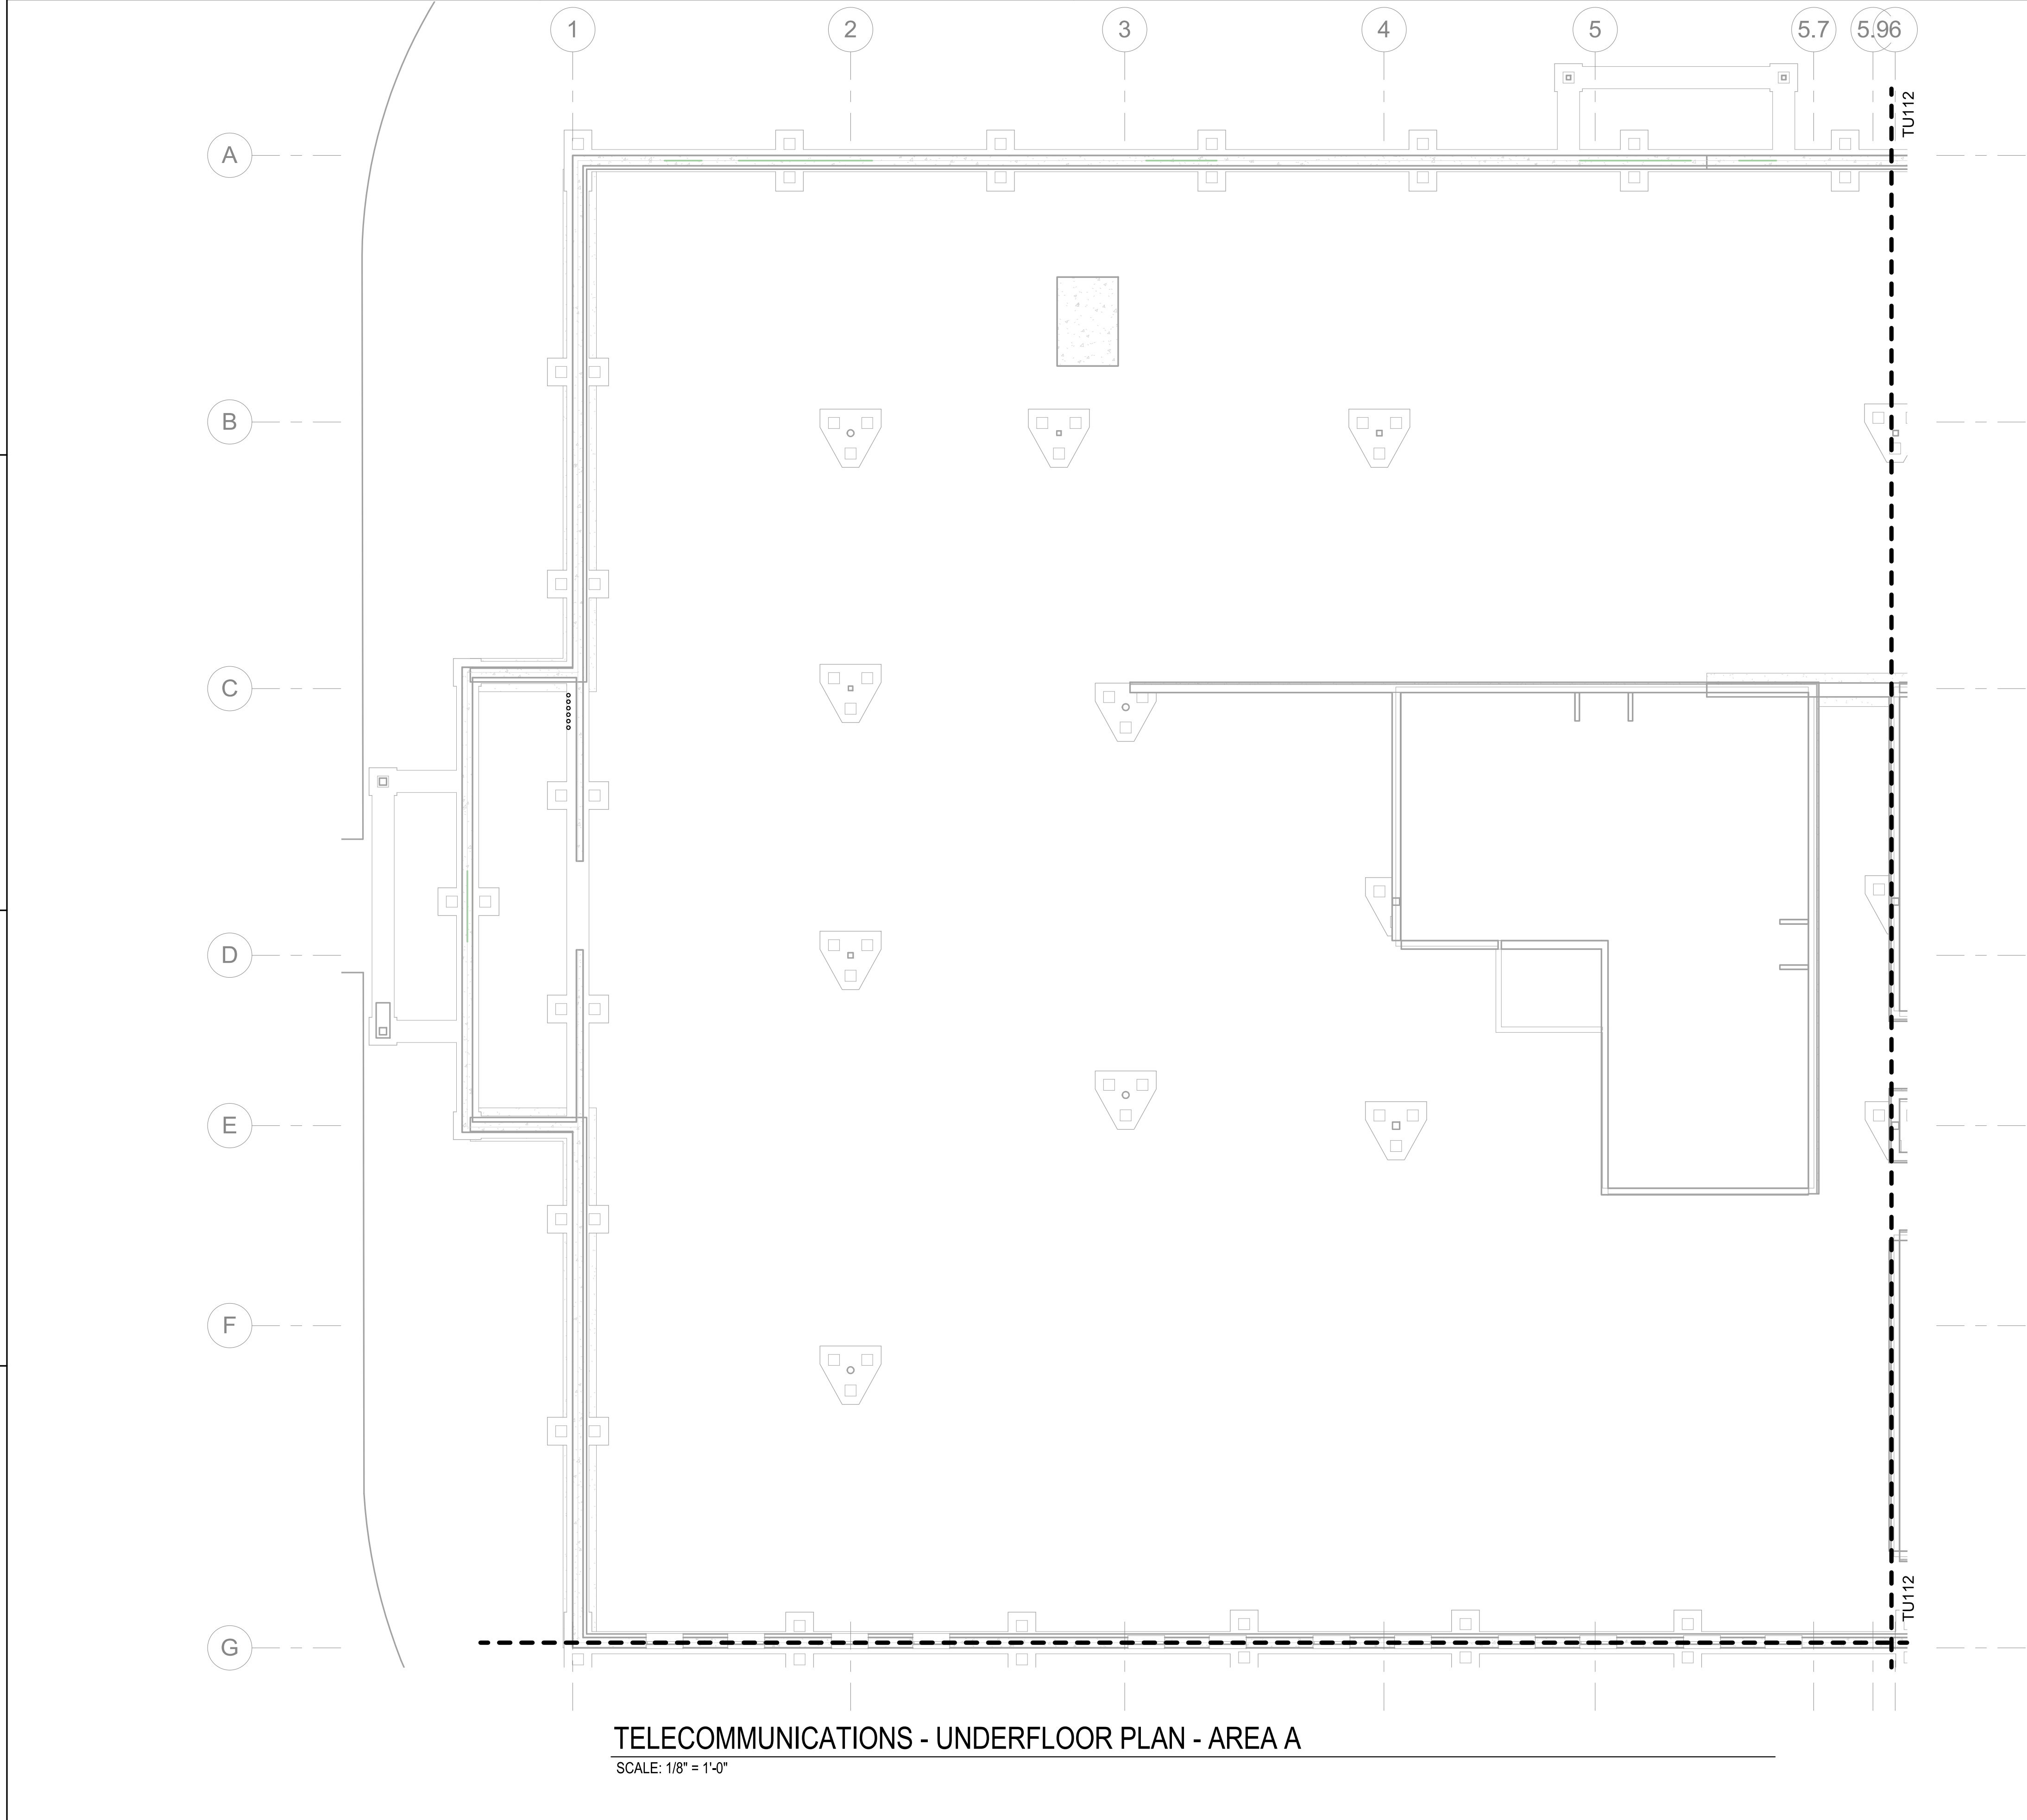 1 2 3 4 5 5.7 5.9 6
TU112
A
B
C
D
E
F
TU112
G
TELECOMMUNICATIONS - UNDERFLOOR PLAN - AREA A
SCALE: 1/8" = 1'-0"